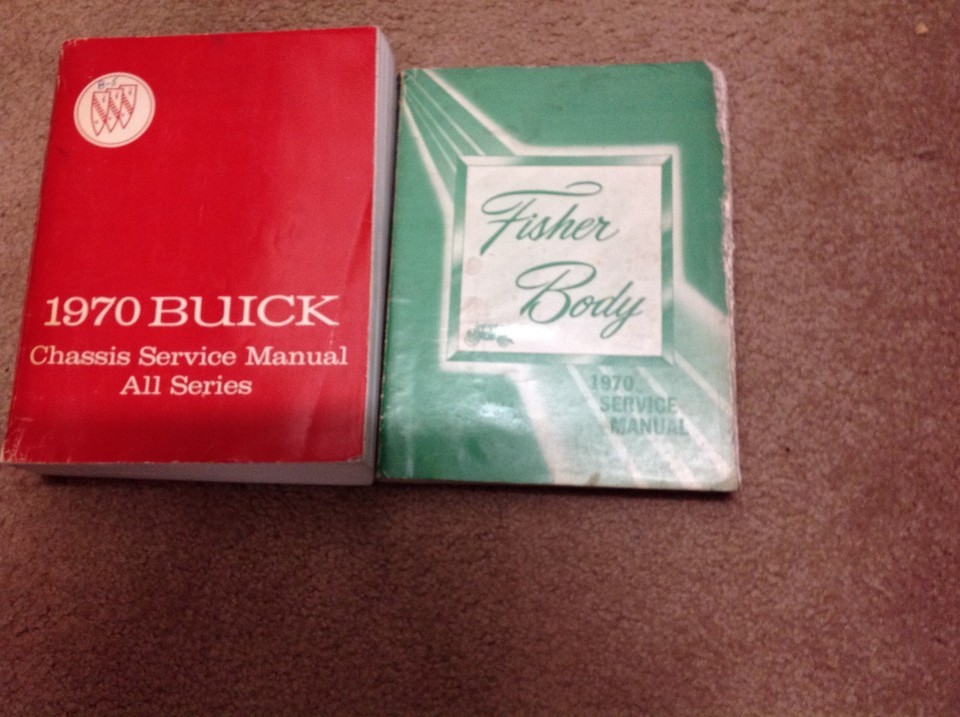 1970 BUICK
Chassis Service Manual
All Series
Fisher
Body
1970
SERVICE
MANUAL